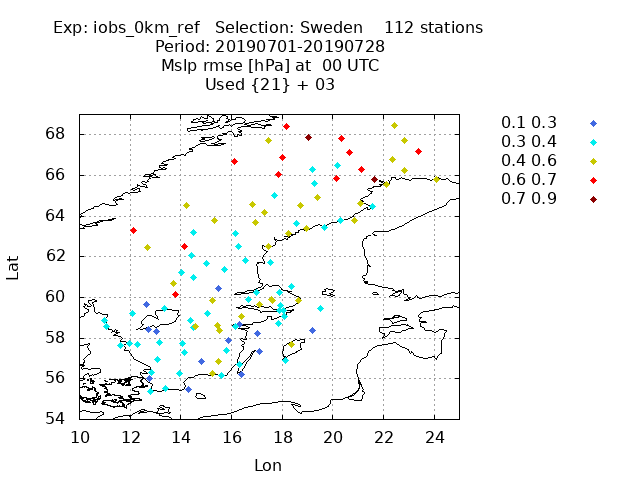 Exp: iobs_0km_ref   Selection: Sweden    112 stations
Period: 20190701-20190728
Mslp rmse [hPa] at  00 UTC
Used {21} + 03
0.1 0.3
0.3 0.4
0.4 0.6
0.6 0.7
0.7 0.9
68
66
64
62
60
58
56
54
Lat
10 12 14 16 18 20 22 24
Lon